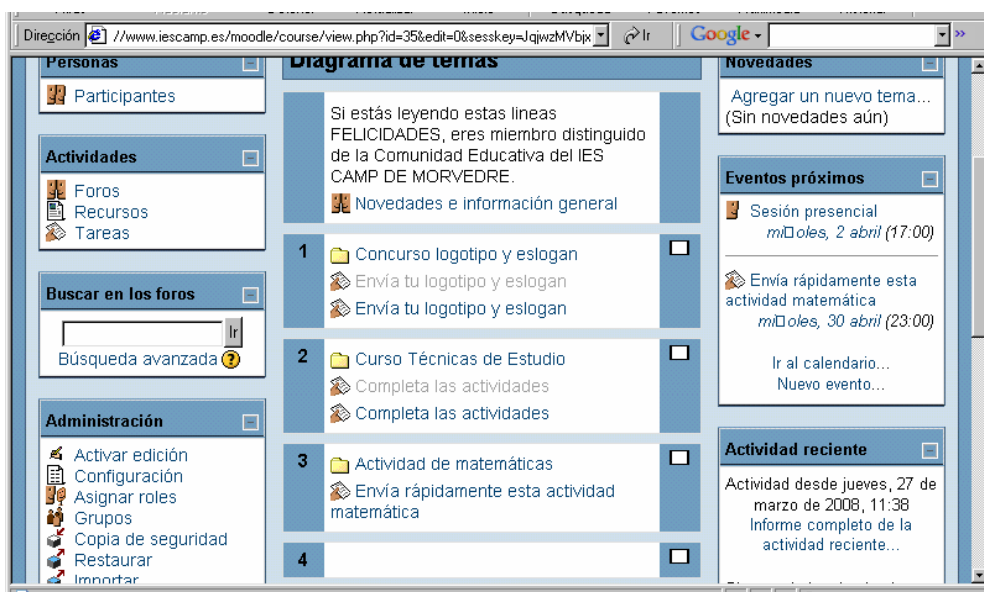 Dirección //www.iescamp.es/moodle/course/view.php?id=35&edit=0&sesskey=JqjwzMVbjx Ir Google
Personas
Participantes
Actividades
Foros
Recursos
Tareas
Buscar en los foros
Ir
Búsqueda avanzada ?
Administración
Activar edición
Configuración
Asignar roles
Grupos
Copia de seguridad
Restaurar
Importar
Diagrama de temas
Si estás leyendo estas lineas
FELICIDADES, eres miembro distinguido
de la Comunidad Educativa del IES
CAMP DE MORVEDRE.
Novedades e información general
1 Concurso logotipo y eslogan
Envía tu logotipo y eslogan
Envía tu logotipo y eslogan
2 Curso Técnicas de Estudio
Completa las actividades
Completa las actividades
3 Actividad de matemáticas
Envía rápidamente esta actividad
matemática
4
Novedades
Agregar un nuevo tema...
(Sin novedades aún)
Eventos próximos
Sesión presencial
mi□oles, 2 abril (17:00)
Envía rápidamente esta
actividad matemática
mi□oles, 30 abril (23:00)
Ir al calendario...
Nuevo evento...
Actividad reciente
Actividad desde jueves, 27 de
marzo de 2008, 11:38
Informe completo de la
actividad reciente...